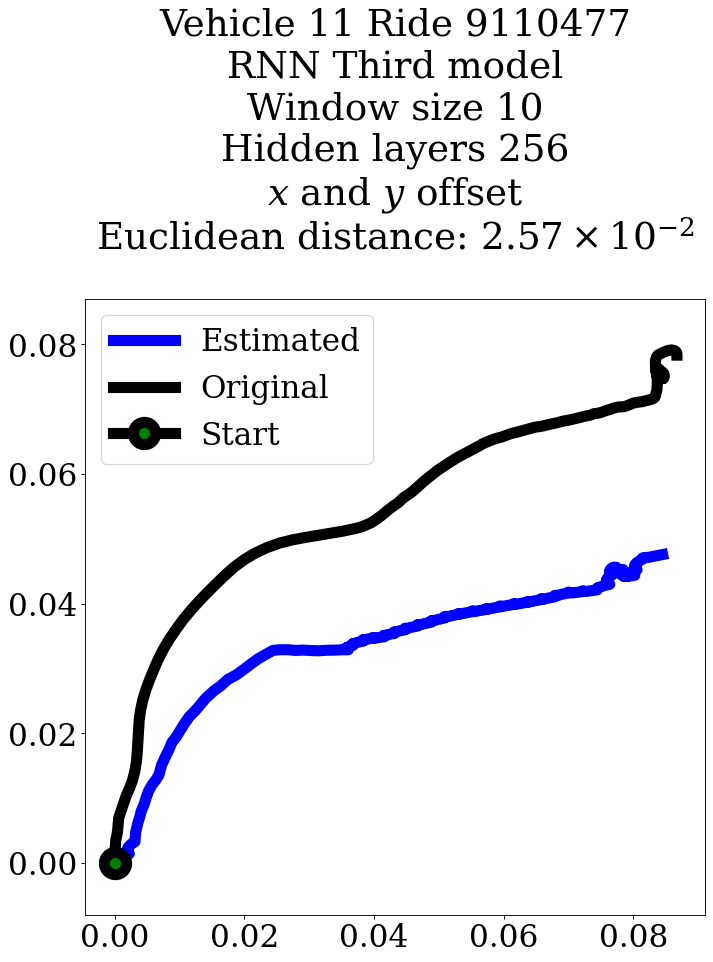 Vehicle 11 Ride 9110477
RNN Third model
Window size 10
Hidden layers 256
x and y offset
Euclidean distance: 2.57 × 10⁻²
Estimated
Original
Start
0.08
0.06
0.04
0.02
0.00
0.00 0.02 0.04 0.06 0.08